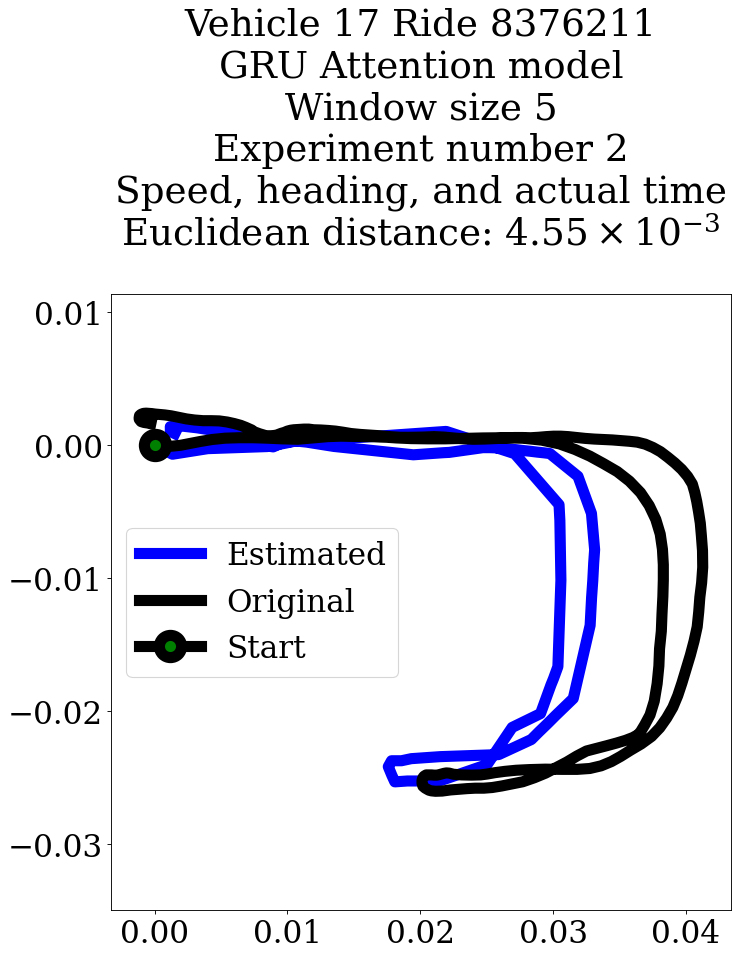 Vehicle 17 Ride 8376211
GRU Attention model
Window size 5
Experiment number 2
Speed, heading, and actual time
Euclidean distance: 4.55 × 10⁻³
0.01
0.00
−0.01
−0.02
−0.03
Estimated
Original
Start
0.00 0.01 0.02 0.03 0.04